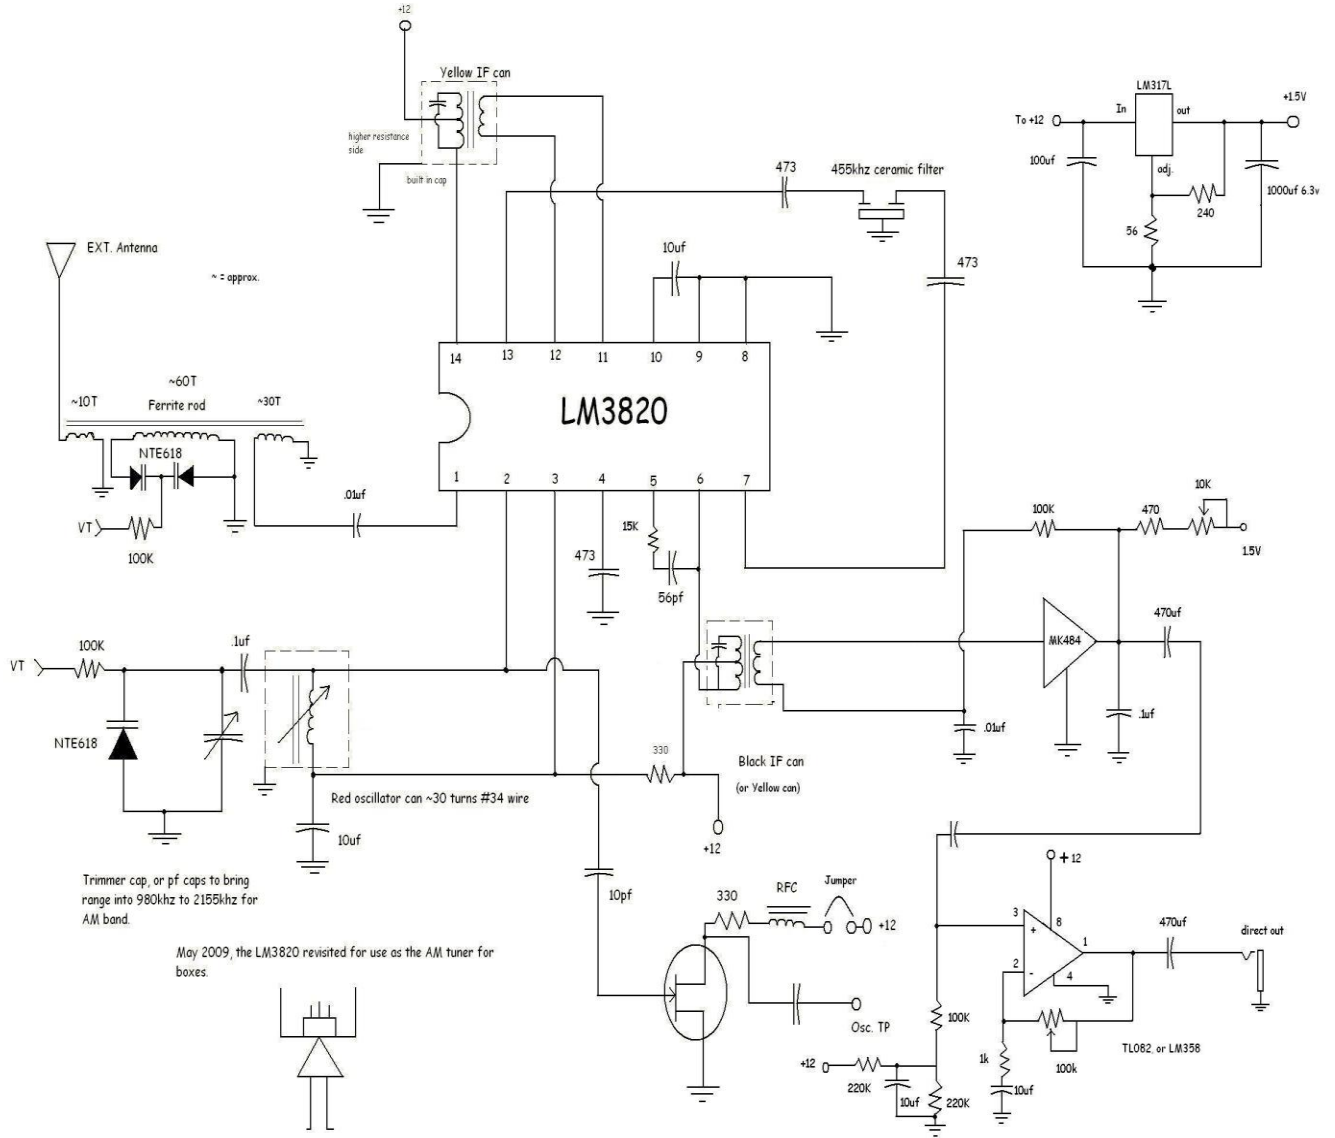 +12
Yellow IF can
higher resistance
side
built in cap
473
455khz ceramic filter
473
LM317L
In
out
adj.
To +12
+1.5V
100uf
1000uf 6.3v
240
56
EXT. Antenna
~ = approx.
10uf
14
13
12
11
10
9
8
LM3820
1
2
3
4
5
6
7
~10T
~60T
Ferrite rod
~30T
NTE618
VT
100K
.01uf
473
15K
56pf
100K
470
10K
1.5V
MK484
470uf
.01uf
.1uf
VT
100K
.1uf
NTE618
10uf
Red oscillator can ~30 turns #34 wire
330
Black IF can
(or Yellow can)
+12
Trimmer cap, or pf caps to bring
range into 980khz to 2155khz for
AM band.
May 2009, the LM3820 revisited for use as the AM tuner for
boxes.
10pf
330
RFC
Jumper
+12
Osc. TP
+12
3
+
8
2
-
4
1
470uf
direct out
100K
+12
220K
10uf
220K
1k
10uf
100k
TL082, or LM358